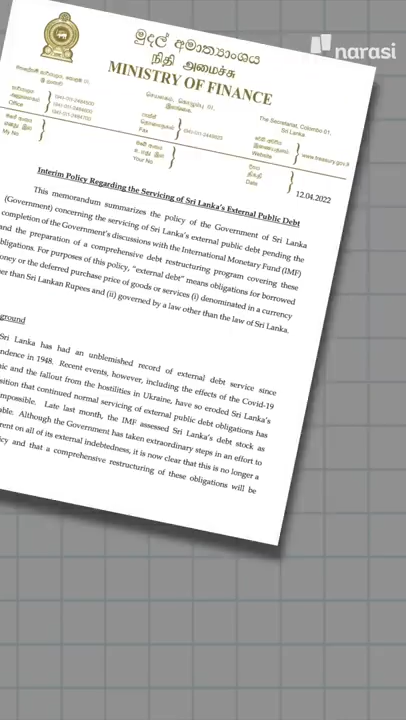 narasi
මුදල් අමාත්‍යාංශය
நிதி அமைச்சு
MINISTRY OF FINANCE
The Secretariat, Colombo 01,
Sri Lanka
Office
Fax
Website
www.treasury.gov.lk
My No
Your No
Date
12.04.2022
Interim Policy Regarding the Servicing of Sri Lanka's External Public Debt
This memorandum summarizes the policy of the Government of Sri Lanka
(Government) concerning the servicing of Sri Lanka's external public debt pending the
completion of the Government's discussions with the International Monetary Fund (IMF)
and the preparation of a comprehensive debt restructuring program covering these
bligations. For purposes of this policy, "external debt" means obligations for borrowed
oney or the deferred purchase price of goods or services (i) denominated in a currency
her than Sri Lankan Rupees and (ii) governed by a law other than the law of Sri Lanka.
ground
Sri Lanka has had an unblemished record of external debt service since
ndence in 1948. Recent events, however, including the effects of the Covid-19
ic and the fallout from the hostilities in Ukraine, have so eroded Sri Lanka's
sition that continued normal servicing of external public debt obligations has
impossible. Late last month, the IMF assessed Sri Lanka's debt stock as
able. Although the Government has taken extraordinary steps in an effort to
rrent on all of its external indebtedness, it is now clear that this is no longer a
icy and that a comprehensive restructuring of these obligations will be